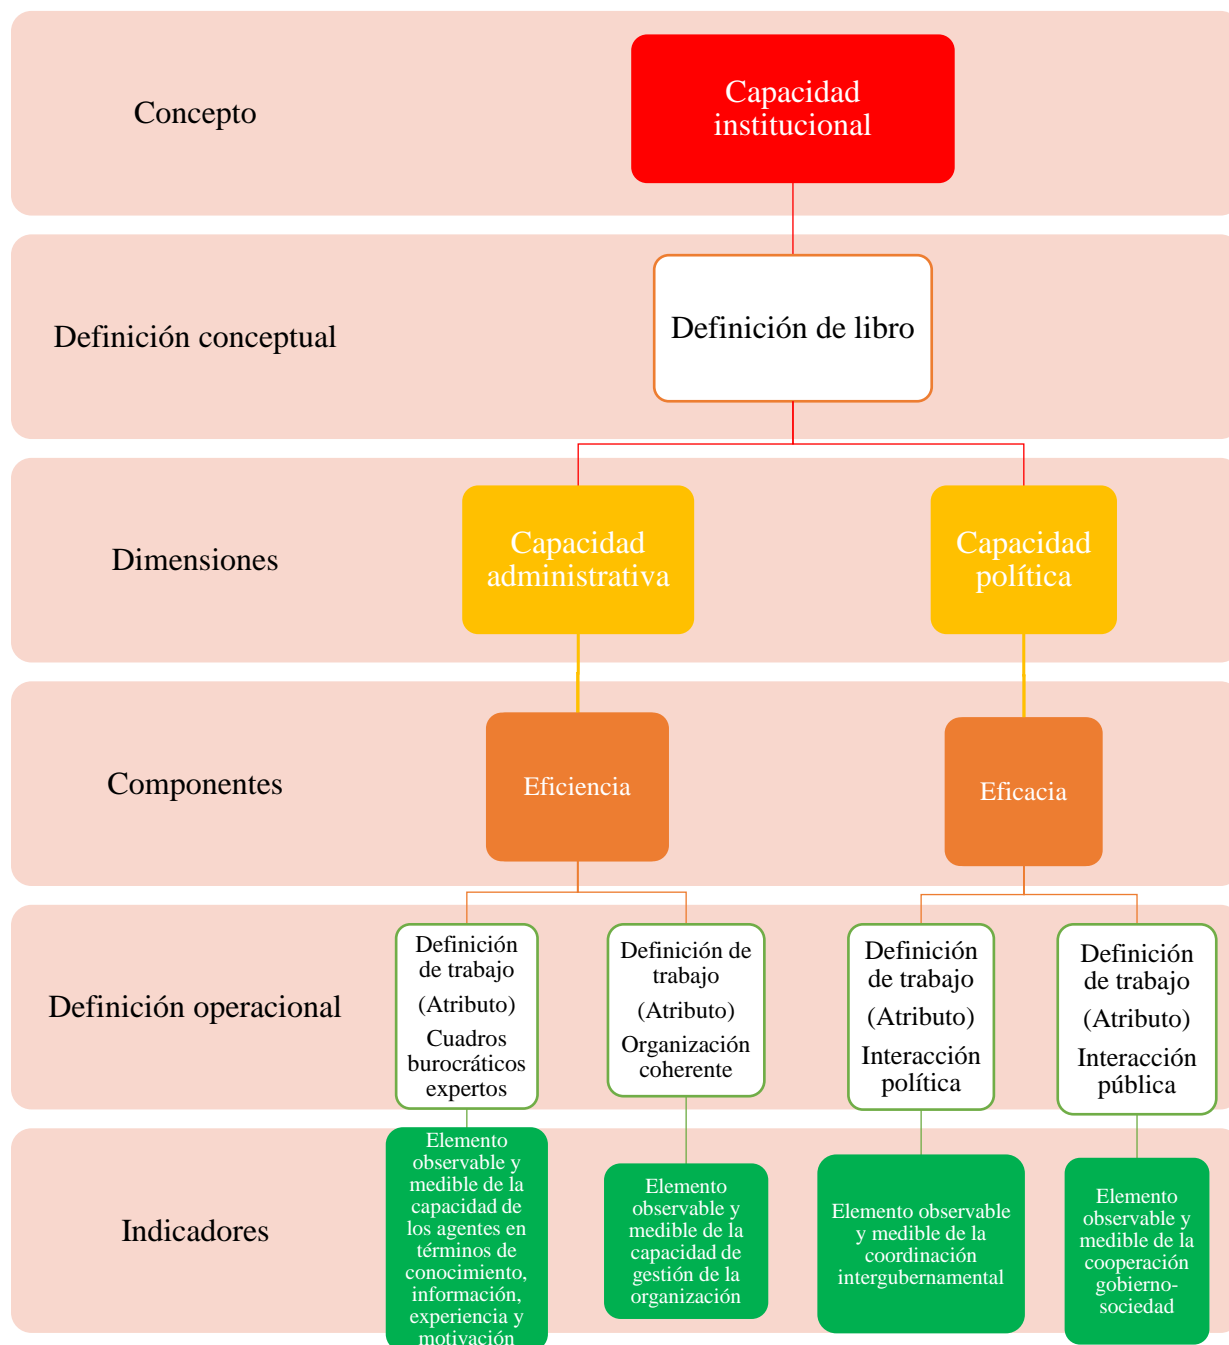 Concepto
Capacidad
institucional
Definición conceptual
Definición de libro
Dimensiones
Capacidad
administrativa
Capacidad
política
Componentes
Eficiencia
Eficacia
Definición operacional
Definición
de trabajo
(Atributo)
Cuadros
burocráticos
expertos
Definición de
trabajo
(Atributo)
Organización
coherente
Definición
de trabajo
(Atributo)
Interacción
política
Definición
de trabajo
(Atributo)
Interacción
pública
Indicadores
Elemento
observable y
medible de la
capacidad de
los agentes en
términos de
conocimiento,
información,
experiencia y
motivación
Elemento
observable y
medible de la
capacidad de
gestión de la
organización
Elemento observable
y medible de la
coordinación
intergubernamental
Elemento
observable y
medible de la
cooperación
gobierno-
sociedad